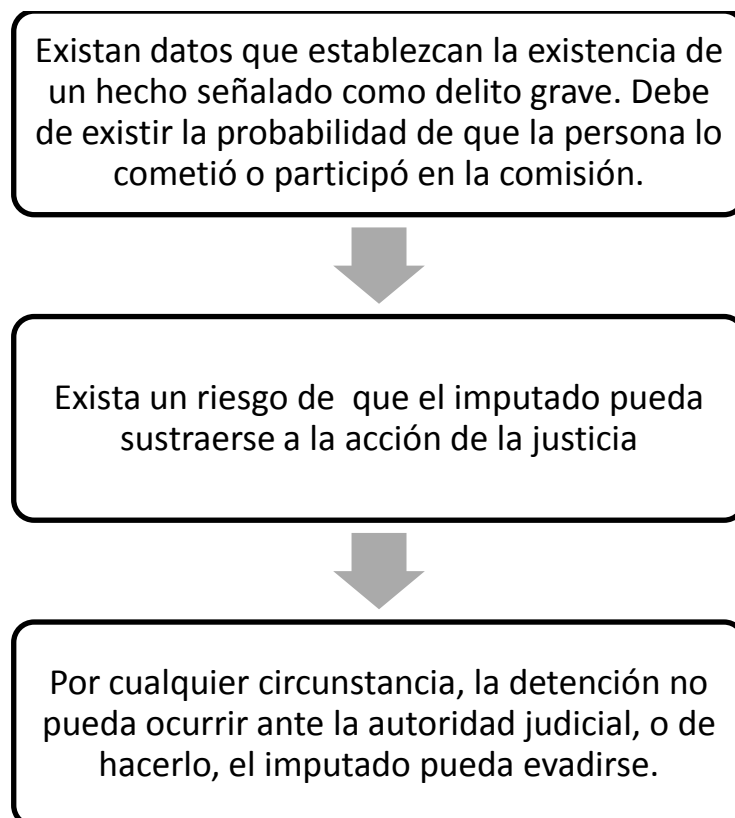 Existan datos que establezcan la existencia de
un hecho señalado como delito grave. Debe
de existir la probabilidad de que la persona lo
cometió o participó en la comisión.
Exista un riesgo de  que el imputado pueda
sustraerse a la acción de la justicia
Por cualquier circunstancia, la detención no
pueda ocurrir ante la autoridad judicial, o de
hacerlo, el imputado pueda evadirse.